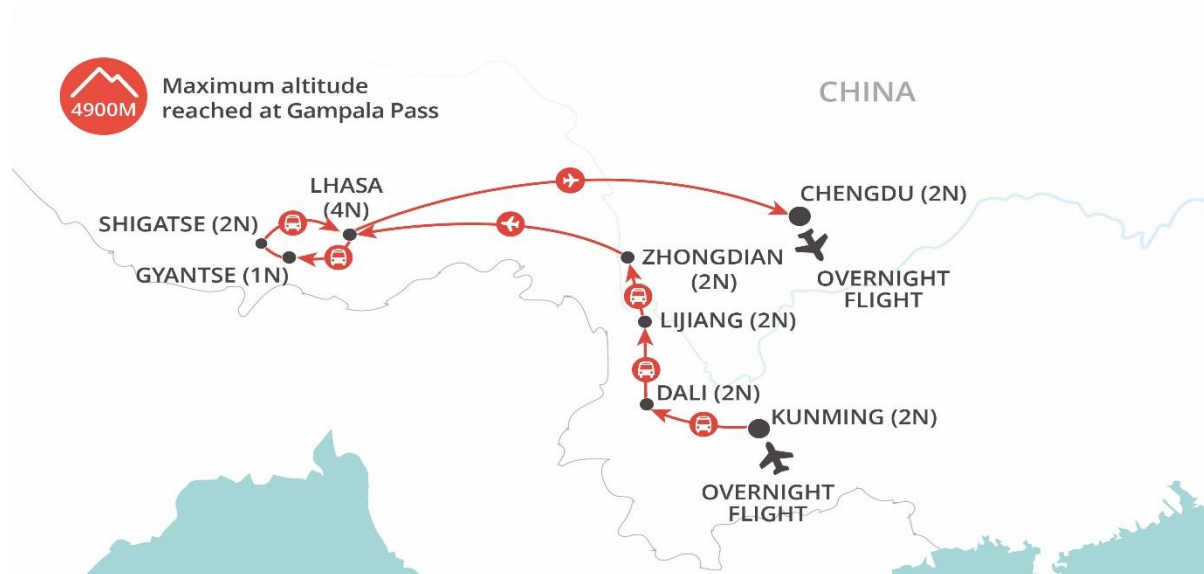 4900M
Maximum altitude
reached at Gampala Pass
CHINA
LHASA
(4N)
CHENGDU (2N)
SHIGATSE (2N)
GYANTSE (1N)
ZHONGDIAN
(2N)
OVERNIGHT
FLIGHT
LIJIANG (2N)
DALI (2N)
KUNMING (2N)
OVERNIGHT
FLIGHT